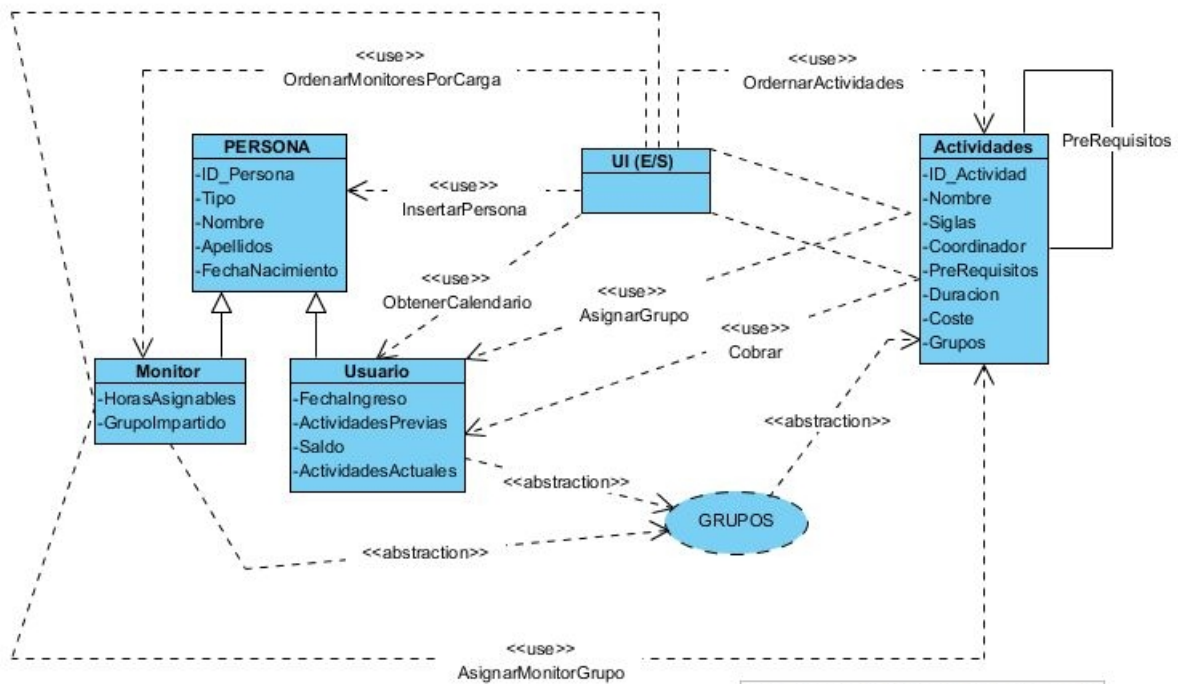 <<use>>
OrdenarMonitoresPorCarga
<<use>>
OrdernarActividades
PERSONA
-ID_Persona
-Tipo
-Nombre
-Apellidos
-FechaNacimiento
UI (E/S)
Actividades
-ID_Actividad
-Nombre
-Siglas
-Coordinador
-PreRequisitos
-Duracion
-Coste
-Grupos
PreRequisitos
<<use>>
InsertarPersona
<<use>>
ObtenerCalendario
<<use>>
AsignarGrupo
<<use>>
Cobrar
Monitor
-HorasAsignables
-GrupoImpartido
Usuario
-FechaIngreso
-ActividadesPrevias
-Saldo
-ActividadesActuales
<<abstraction>>
<<abstraction>>
GRUPOS
<<abstraction>>
<<use>>
AsignarMonitorGrupo